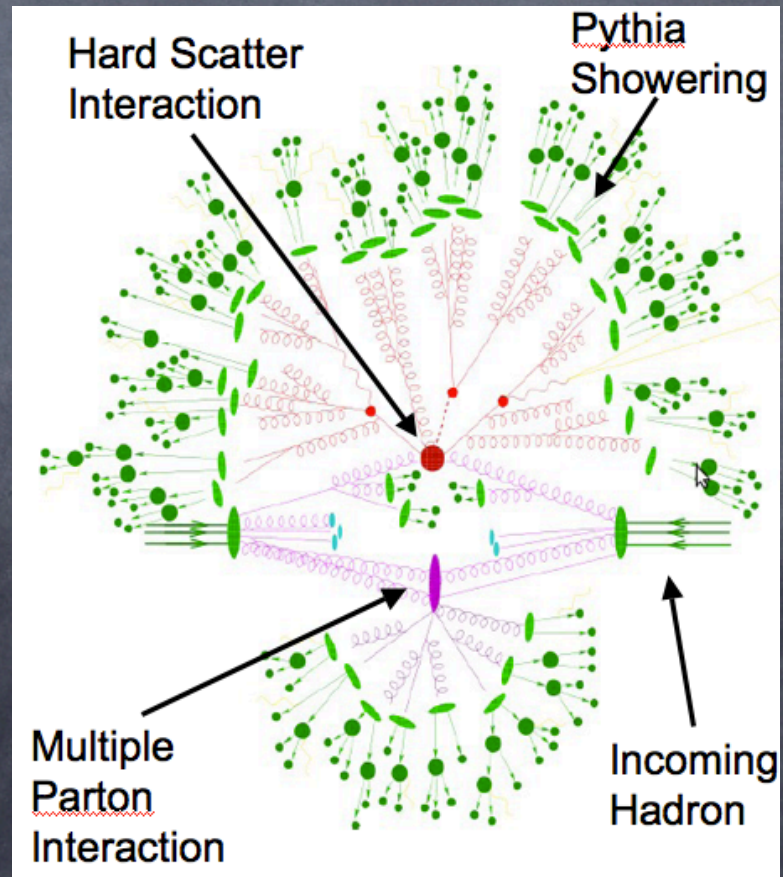 Hard Scatter
Interaction
Pythia
Showering
Multiple
Parton
Interaction
Incoming
Hadron